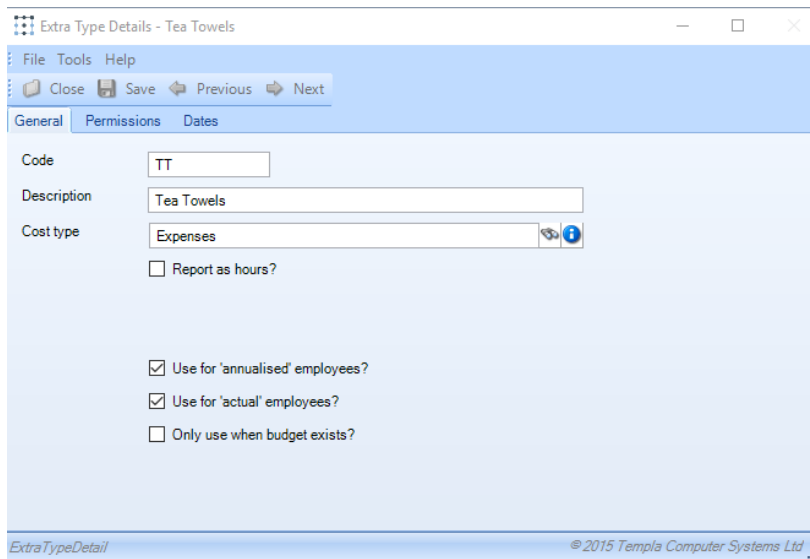 Extra Type Details - Tea Towels
File Tools Help
Close Save Previous Next
General Permissions Dates
Code TT
Description Tea Towels
Cost type Expenses
Report as hours?
Use for 'annualised' employees?
Use for 'actual' employees?
Only use when budget exists?
ExtraTypeDetail © 2015 Templa Computer Systems Ltd